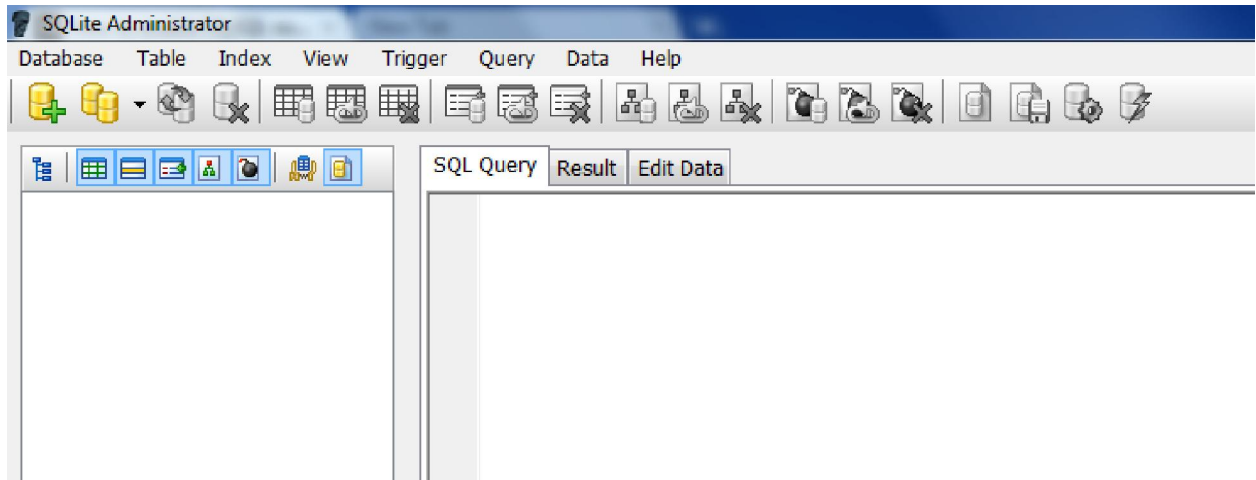 SQLite Administrator
Database Table Index View Trigger Query Data Help
SQL Query Result Edit Data